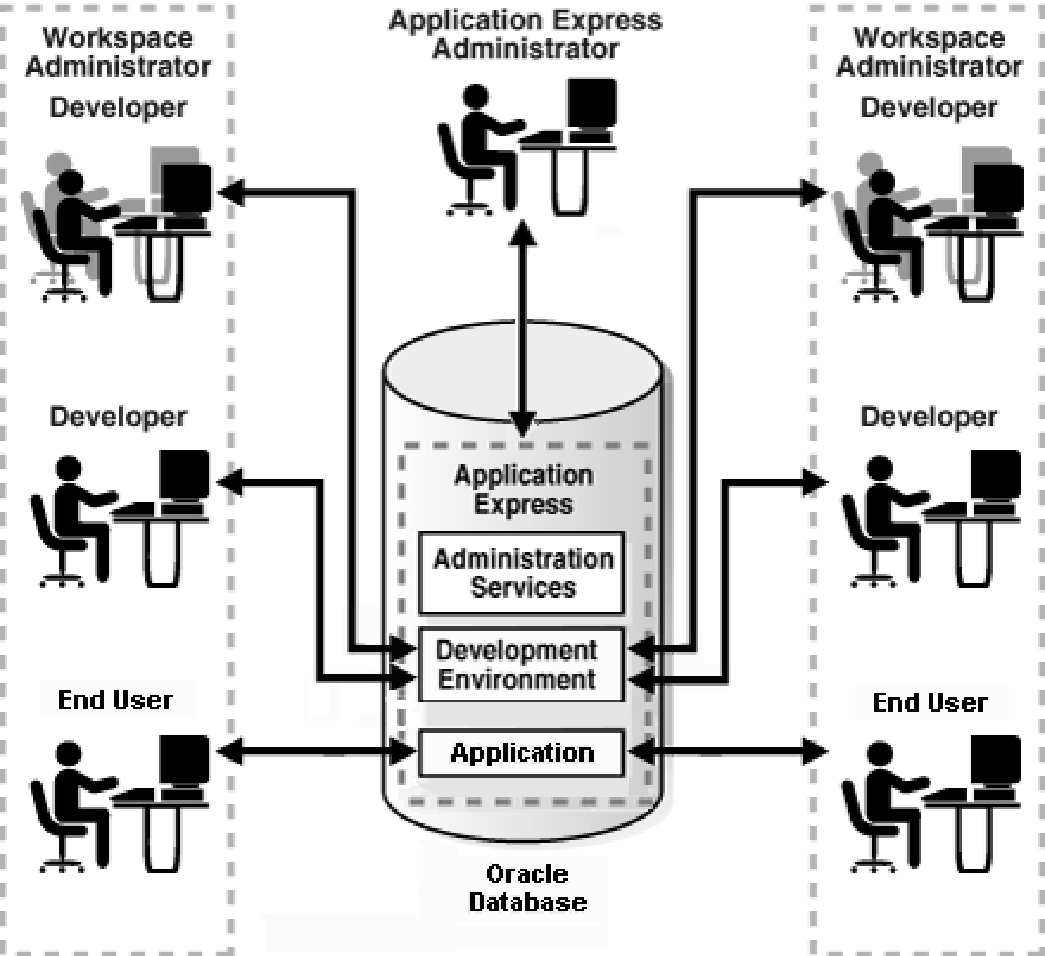 Workspace
Administrator
Developer
Application Express
Administrator
Workspace
Administrator
Developer
Developer
Developer
Application
Express
Administration
Services
Development
Environment
End User
End User
Application
Oracle
Database